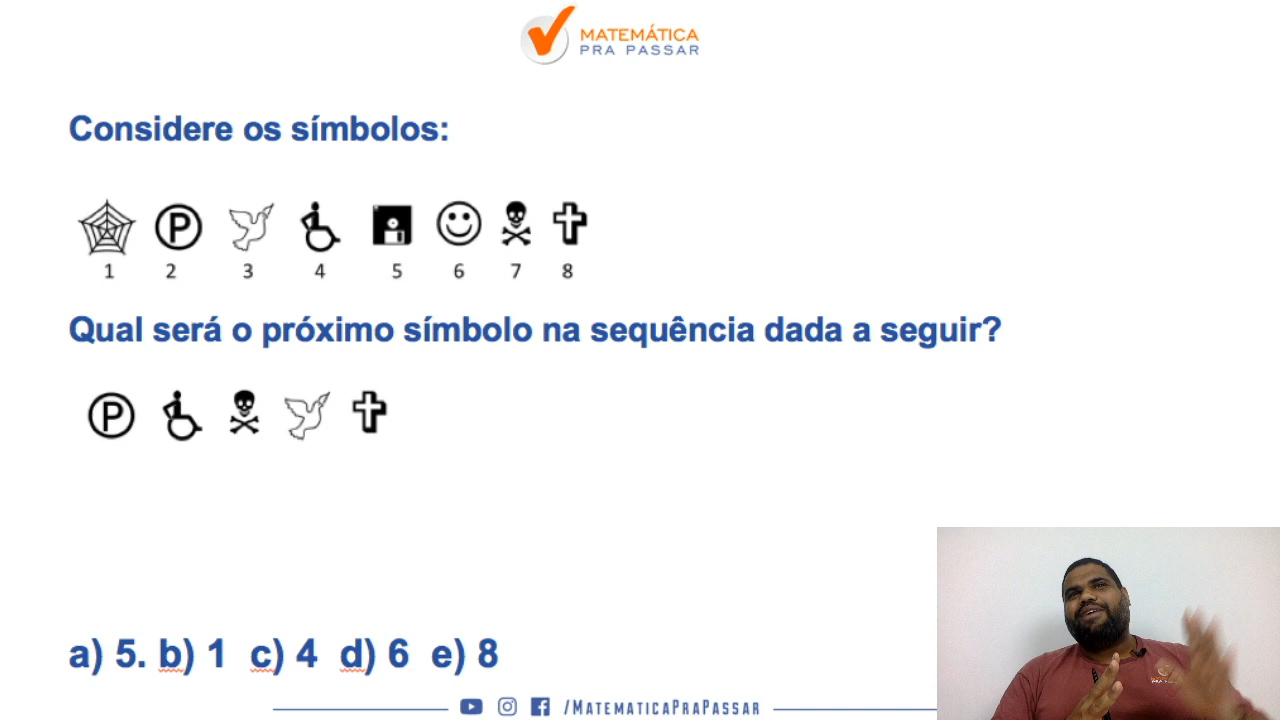 MATEMÁTICA
PRA PASSAR
Considere os símbolos:
P
1 2 3 4 5 6 7 8
Qual será o próximo símbolo na sequência dada a seguir?
P
a) 5. b) 1 c) 4 d) 6 e) 8
/MATEMATICAPRAPASSAR